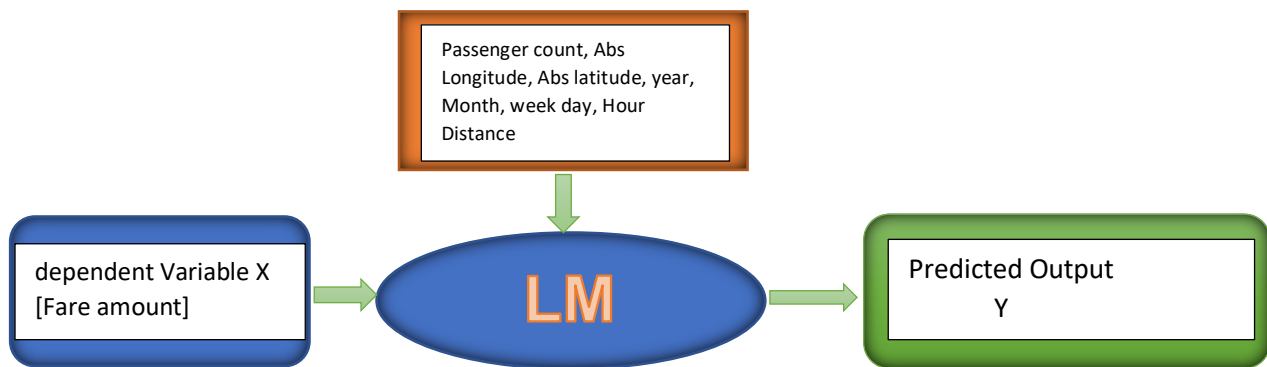 Passenger count, Abs
Longitude, Abs latitude, year,
Month, week day, Hour
Distance
dependent Variable X
[Fare amount]
LM
Predicted Output
Y